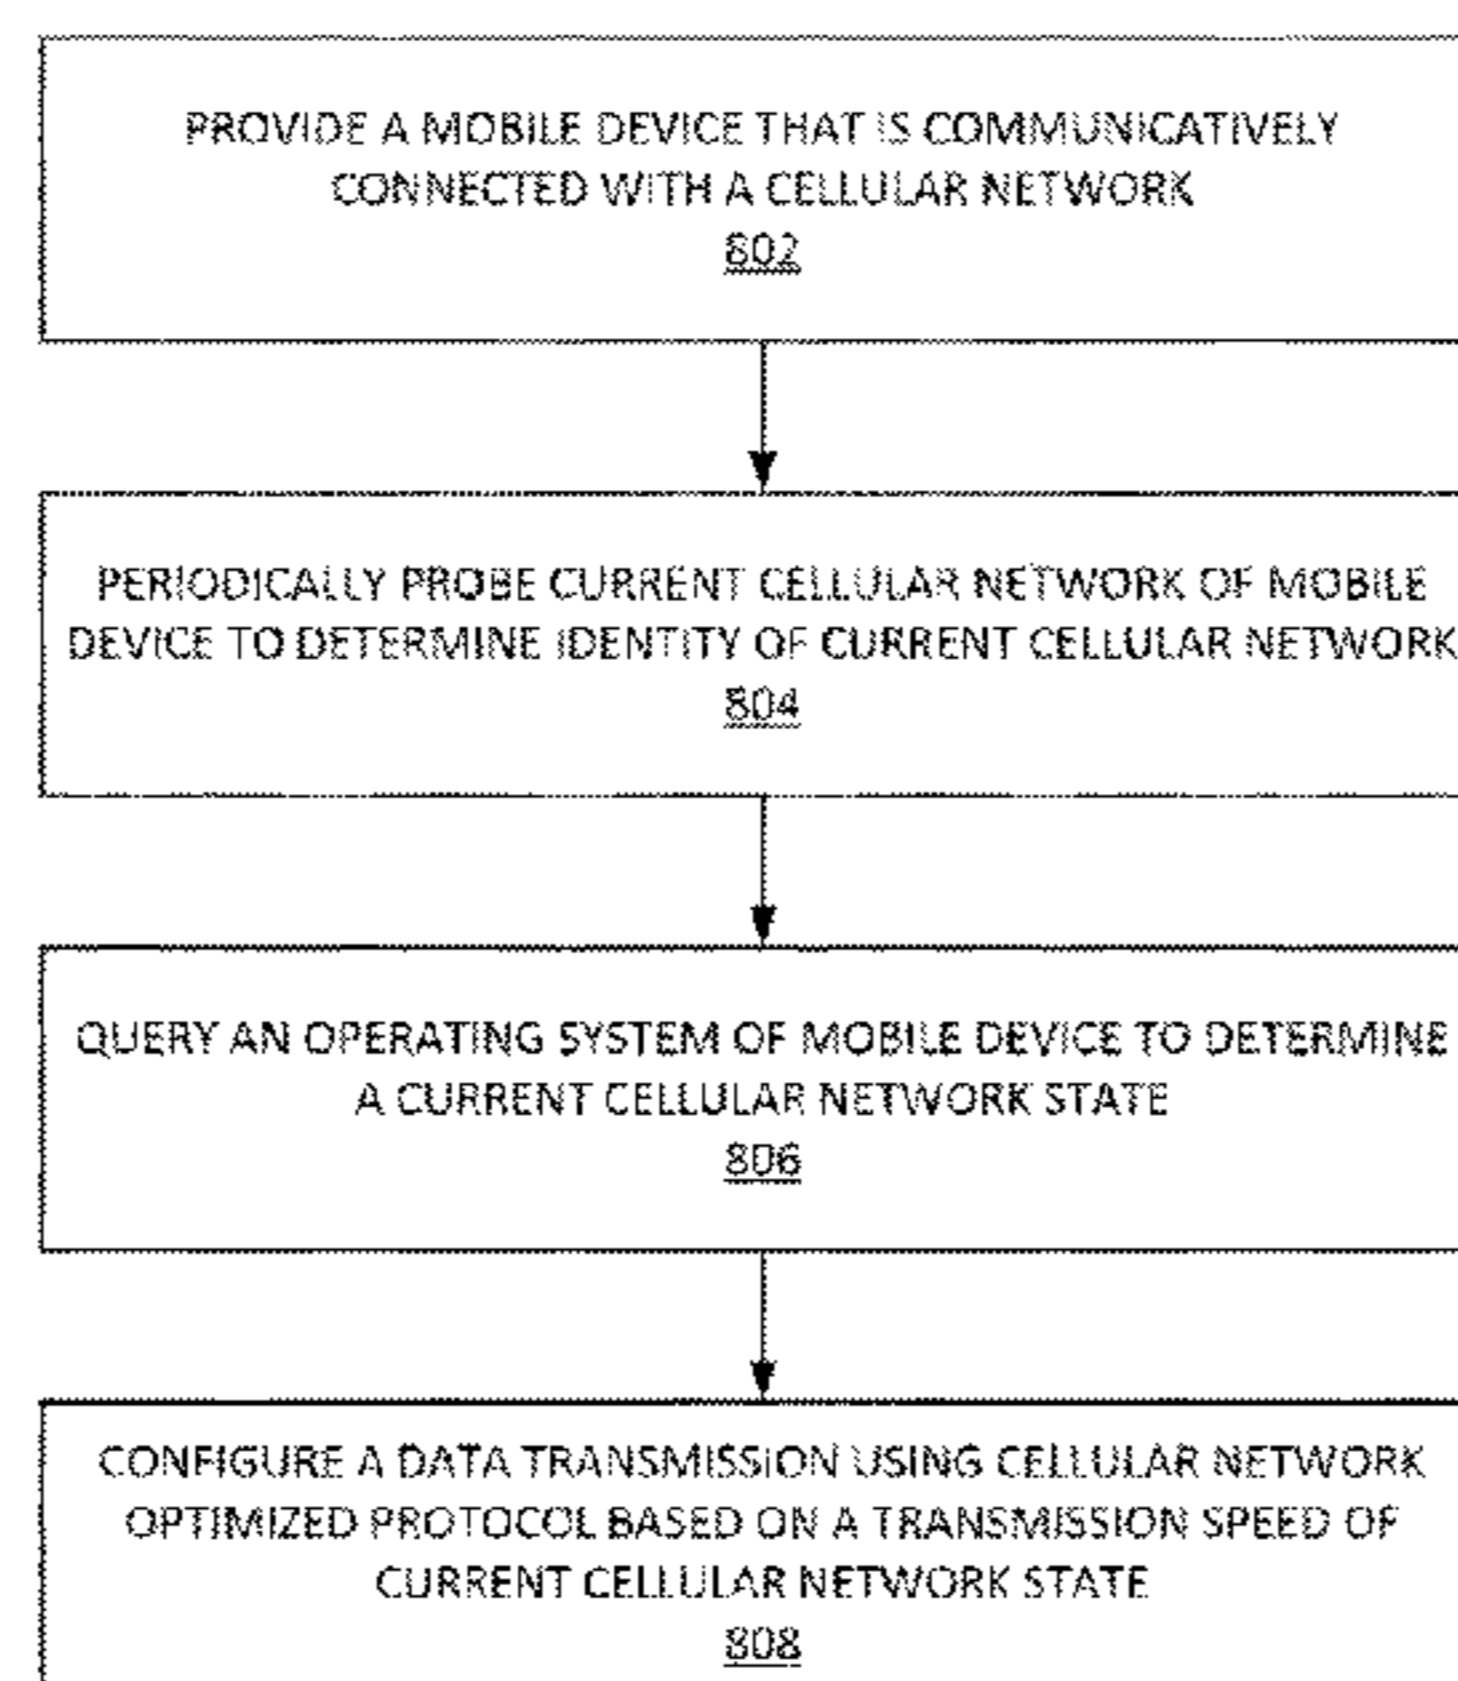 PROVIDE A MOBILE DEVICE THAT IS COMMUNICATIVELY
CONNECTED WITH A CELLULAR NETWORK
802
PERIODICALLY PROBE CURRENT CELLULAR NETWORK OF MOBILE
DEVICE TO DETERMINE IDENTITY OF CURRENT CELLULAR NETWORK
804
QUERY AN OPERATING SYSTEM OF MOBILE DEVICE TO DETERMINE
A CURRENT CELLULAR NETWORK STATE
806
CONFIGURE A DATA TRANSMISSION USING CELLULAR NETWORK
OPTIMIZED PROTOCOL BASED ON A TRANSMISSION SPEED OF
CURRENT CELLULAR NETWORK STATE
808